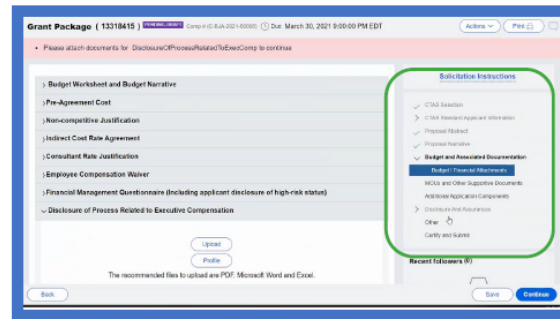 Grant Package ( 13318415 )
Due: March 30, 2021 9:00:00 PM EDT
Actions
Print
• Please attach documents for DisclosureOfProcessRelatedToExecComp to continue
Budget Worksheet and Budget Narrative
Pre-Agreement Cost
Non-competitive Justification
Indirect Cost Rate Agreement
Consultant Rate Justification
Employee Compensation Waiver
Financial Management Questionnaire (Including applicant disclosure of high-risk status)
Disclosure of Process Related to Executive Compensation
Upload
Profile
The recommended files to upload are PDF, Microsoft Word and Excel.
Solicitation Instructions
CTAS Selection
CTAS Standard Applicant Information
Proposal Abstract
Proposal Narrative
Budget and Associated Documentation
Budget / Financial Attachments
MOUs and Other Supportive Documents
Additional Application Components
Disclosure And Assurances
Other
Certify and Submit
Recent followers (0)
Back
Save
Continue